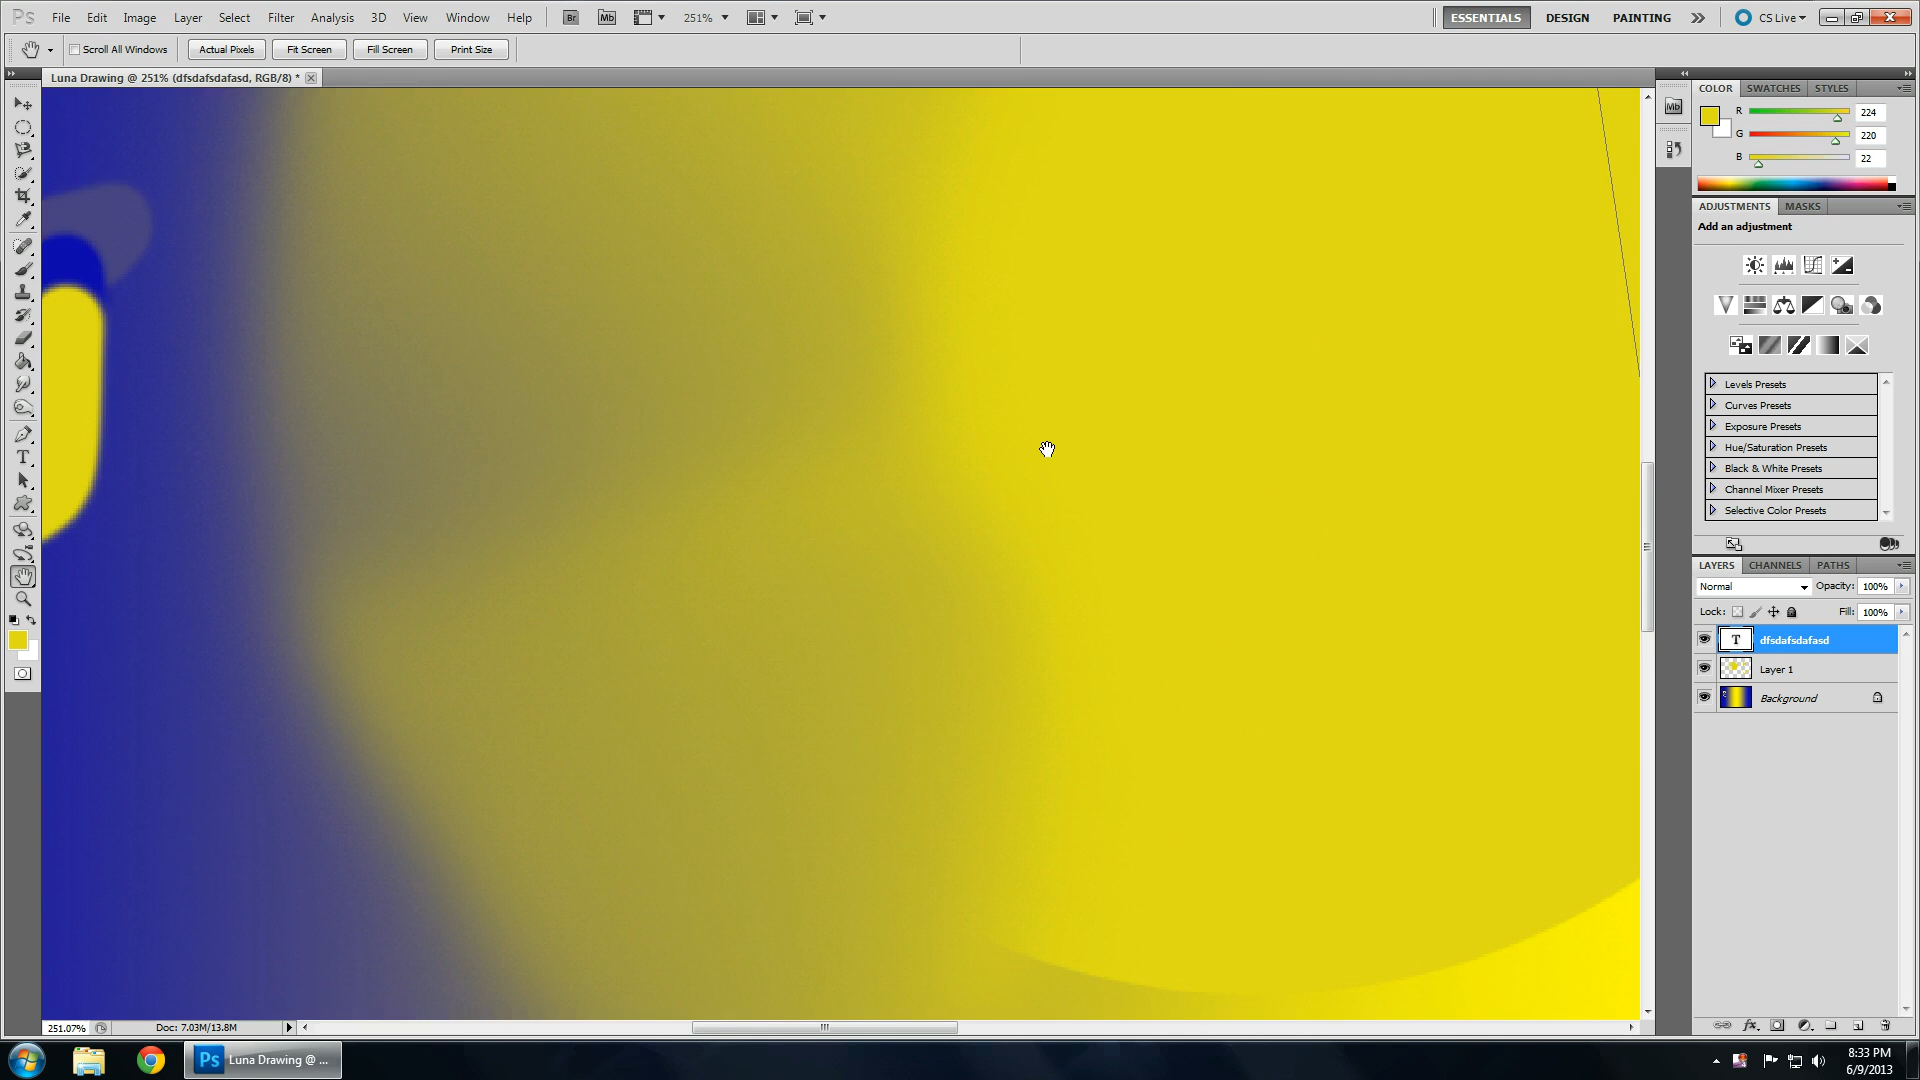 Ps File Edit Image Layer Select Filter Analysis 3D View Window Help Br Mb 251% ESSENTIALS DESIGN PAINTING CS Live
Scroll All Windows Actual Pixels Fit Screen Fill Screen Print Size
Luna Drawing @ 251% (dfsdafsdafasd, RGB/8) *
COLOR SWATCHES STYLES
Mb
R 224
G 220
B 22
ADJUSTMENTS MASKS
Add an adjustment
Levels Presets
Curves Presets
Exposure Presets
Hue/Saturation Presets
Black & White Presets
Channel Mixer Presets
Selective Color Presets
LAYERS CHANNELS PATHS
Normal Opacity: 100%
Lock: Fill: 100%
T dfsdafsdafasd
Layer 1
Background
251.07% Doc: 7.03M/13.8M
fx
Ps Luna Drawing @ ...
8:33 PM
6/9/2013